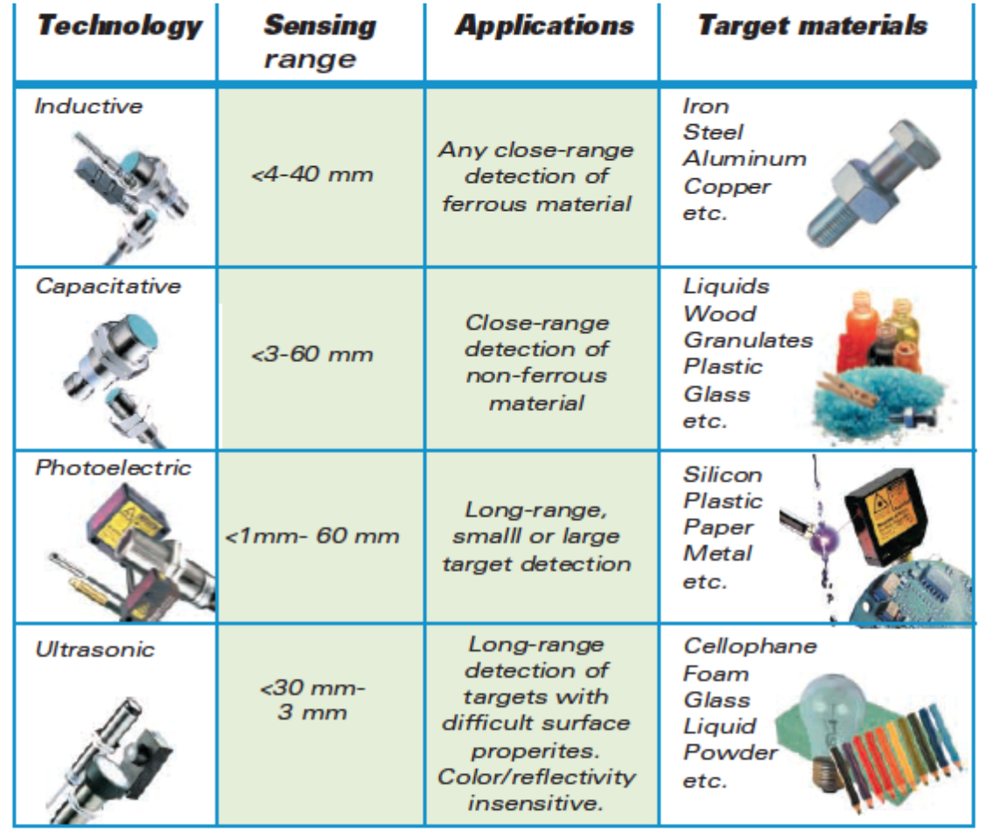 Technology
Sensing
range
Applications
Target materials
Inductive
<4-40 mm
Any close-range
detection of
ferrous material
Iron
Steel
Aluminum
Copper
etc.
Capacitative
<3-60 mm
Close-range
detection of
non-ferrous
material
Liquids
Wood
Granulates
Plastic
Glass
etc.
Photoelectric
<1mm- 60 mm
Long-range,
smalll or large
target detection
Silicon
Plastic
Paper
Metal
etc.
Ultrasonic
<30 mm-
3 mm
Long-range
detection of
targets with
difficult surface
properites.
Color/reflectivity
insensitive.
Cellophane
Foam
Glass
Liquid
Powder
etc.